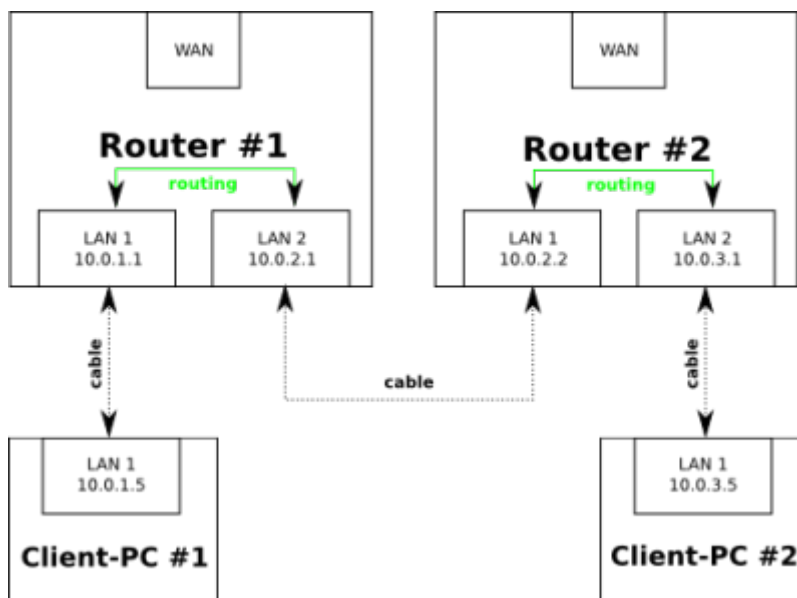 WAN
Router #1
routing
LAN 1
10.0.1.1
LAN 2
10.0.2.1
WAN
Router #2
routing
LAN 1
10.0.2.2
LAN 2
10.0.3.1
cable
cable
cable
LAN 1
10.0.1.5
Client-PC #1
LAN 1
10.0.3.5
Client-PC #2